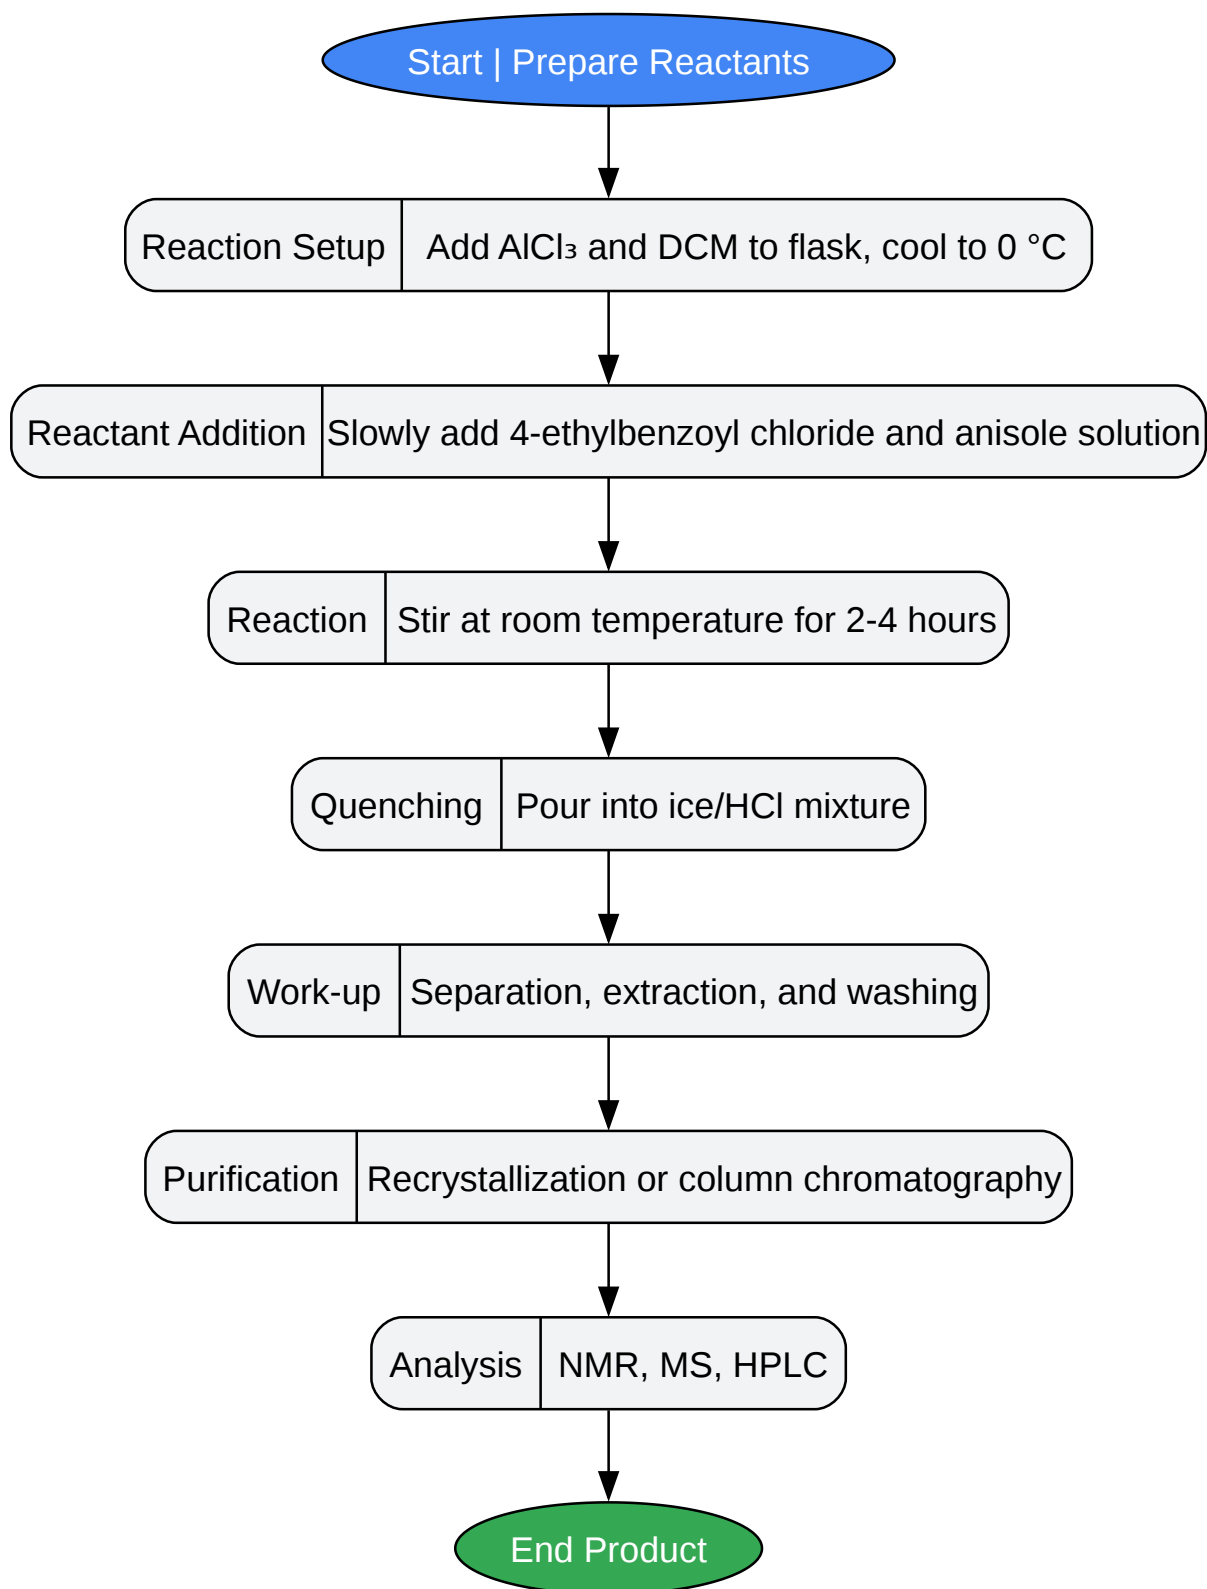 Start | Prepare Reactants
Reaction Setup Add AlCl₃ and DCM to flask, cool to 0 °C
Reactant Addition Slowly add 4-ethylbenzoyl chloride and anisole solution
Reaction Stir at room temperature for 2-4 hours
Quenching Pour into ice/HCl mixture
Work-up Separation, extraction, and washing
Purification Recrystallization or column chromatography
Analysis NMR, MS, HPLC
End Product